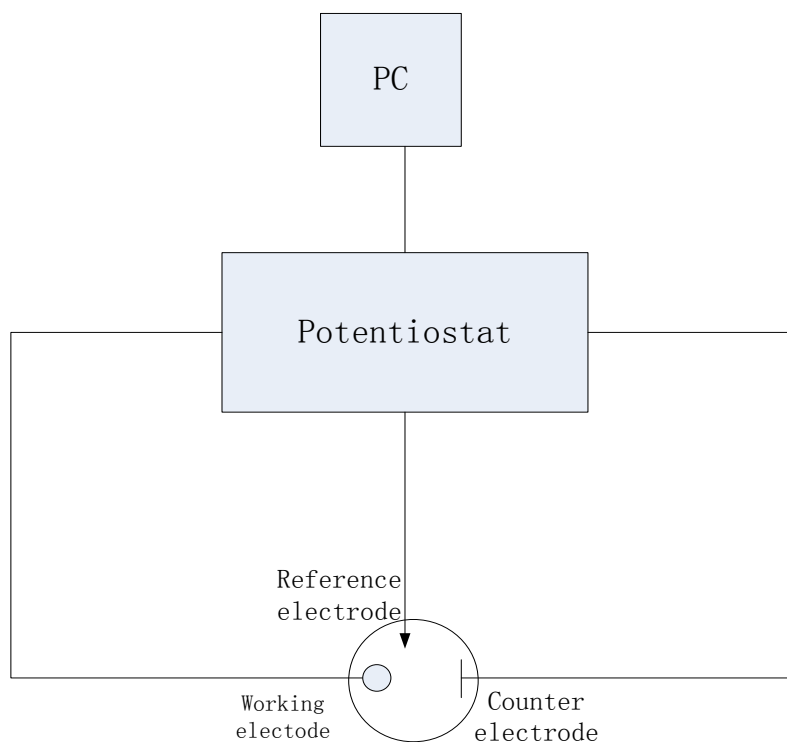 PC
Potentiostat
Reference
electrode
Working
electode
Counter
electrode